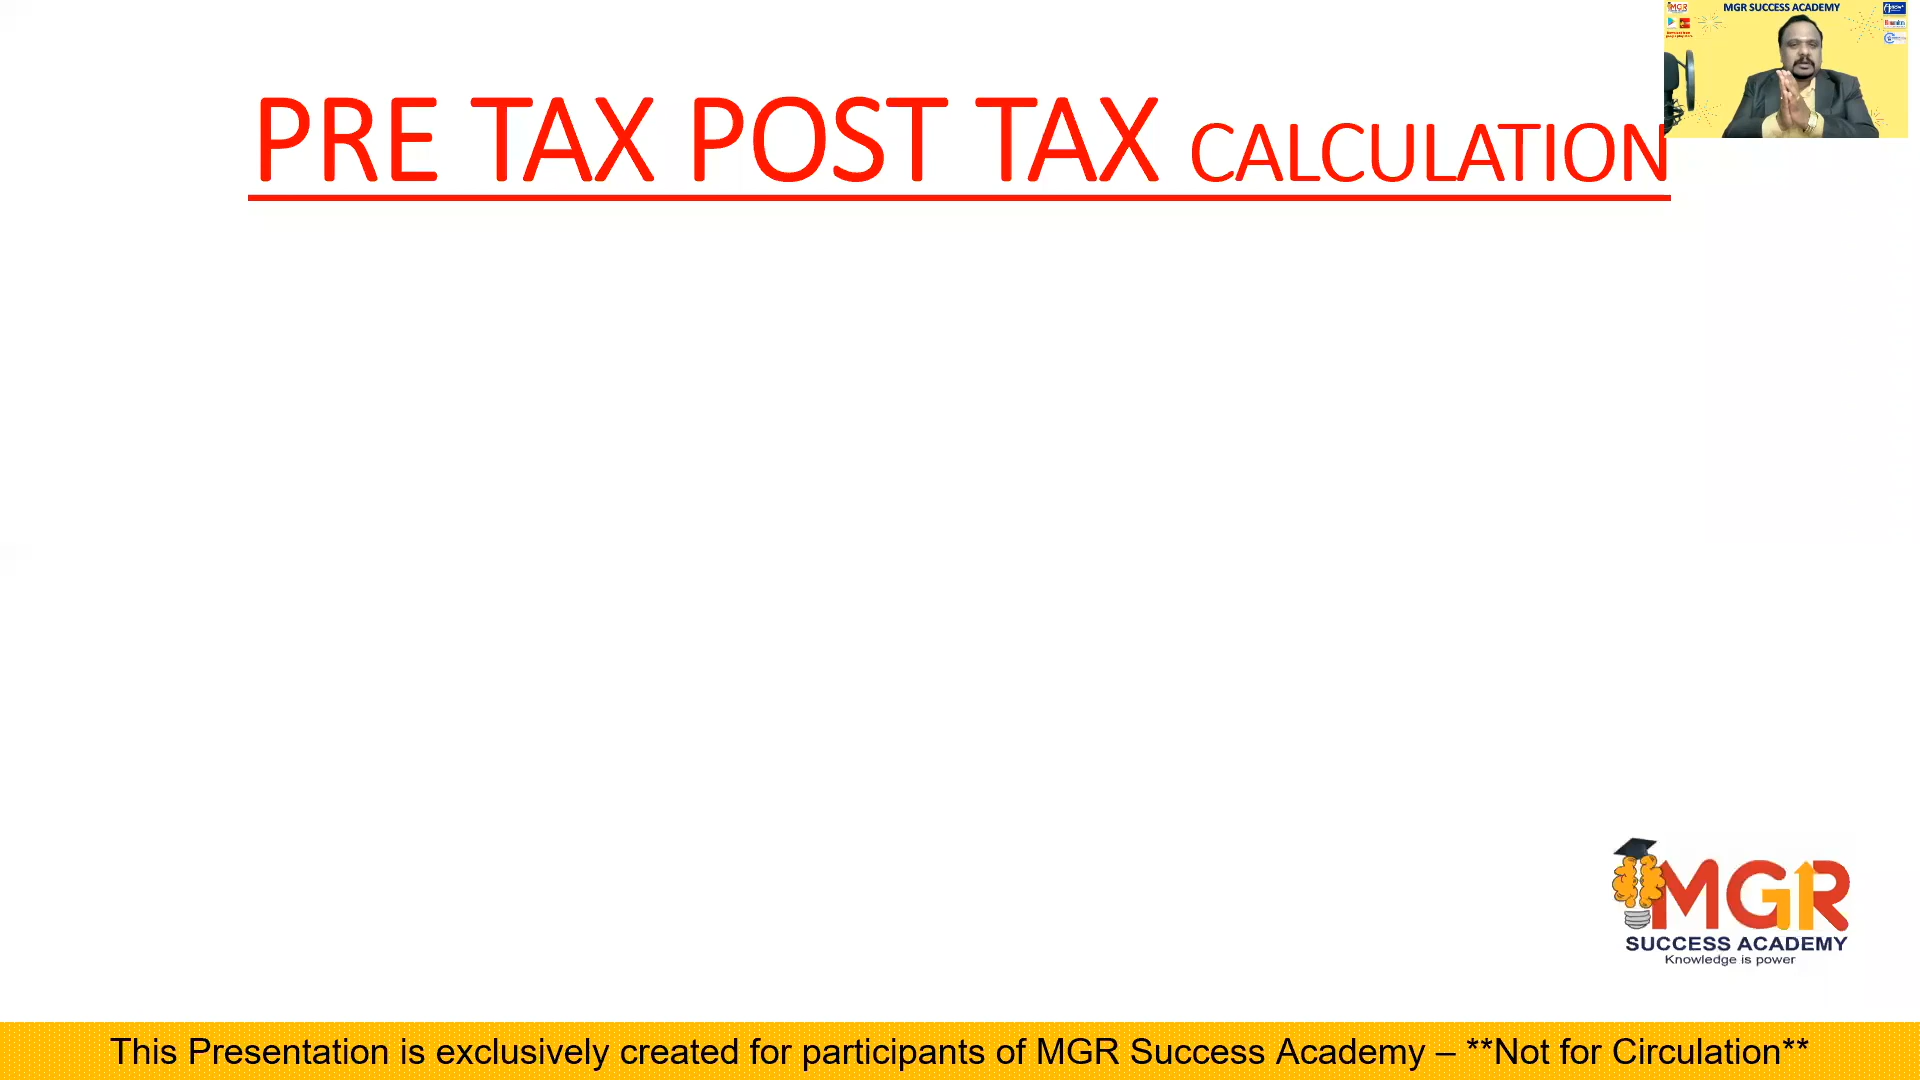 MGR SUCCESS ACADEMY
PRE TAX POST TAX CALCULATION
MGR
SUCCESS ACADEMY
Knowledge is power
This Presentation is exclusively created for participants of MGR Success Academy – **Not for Circulation**